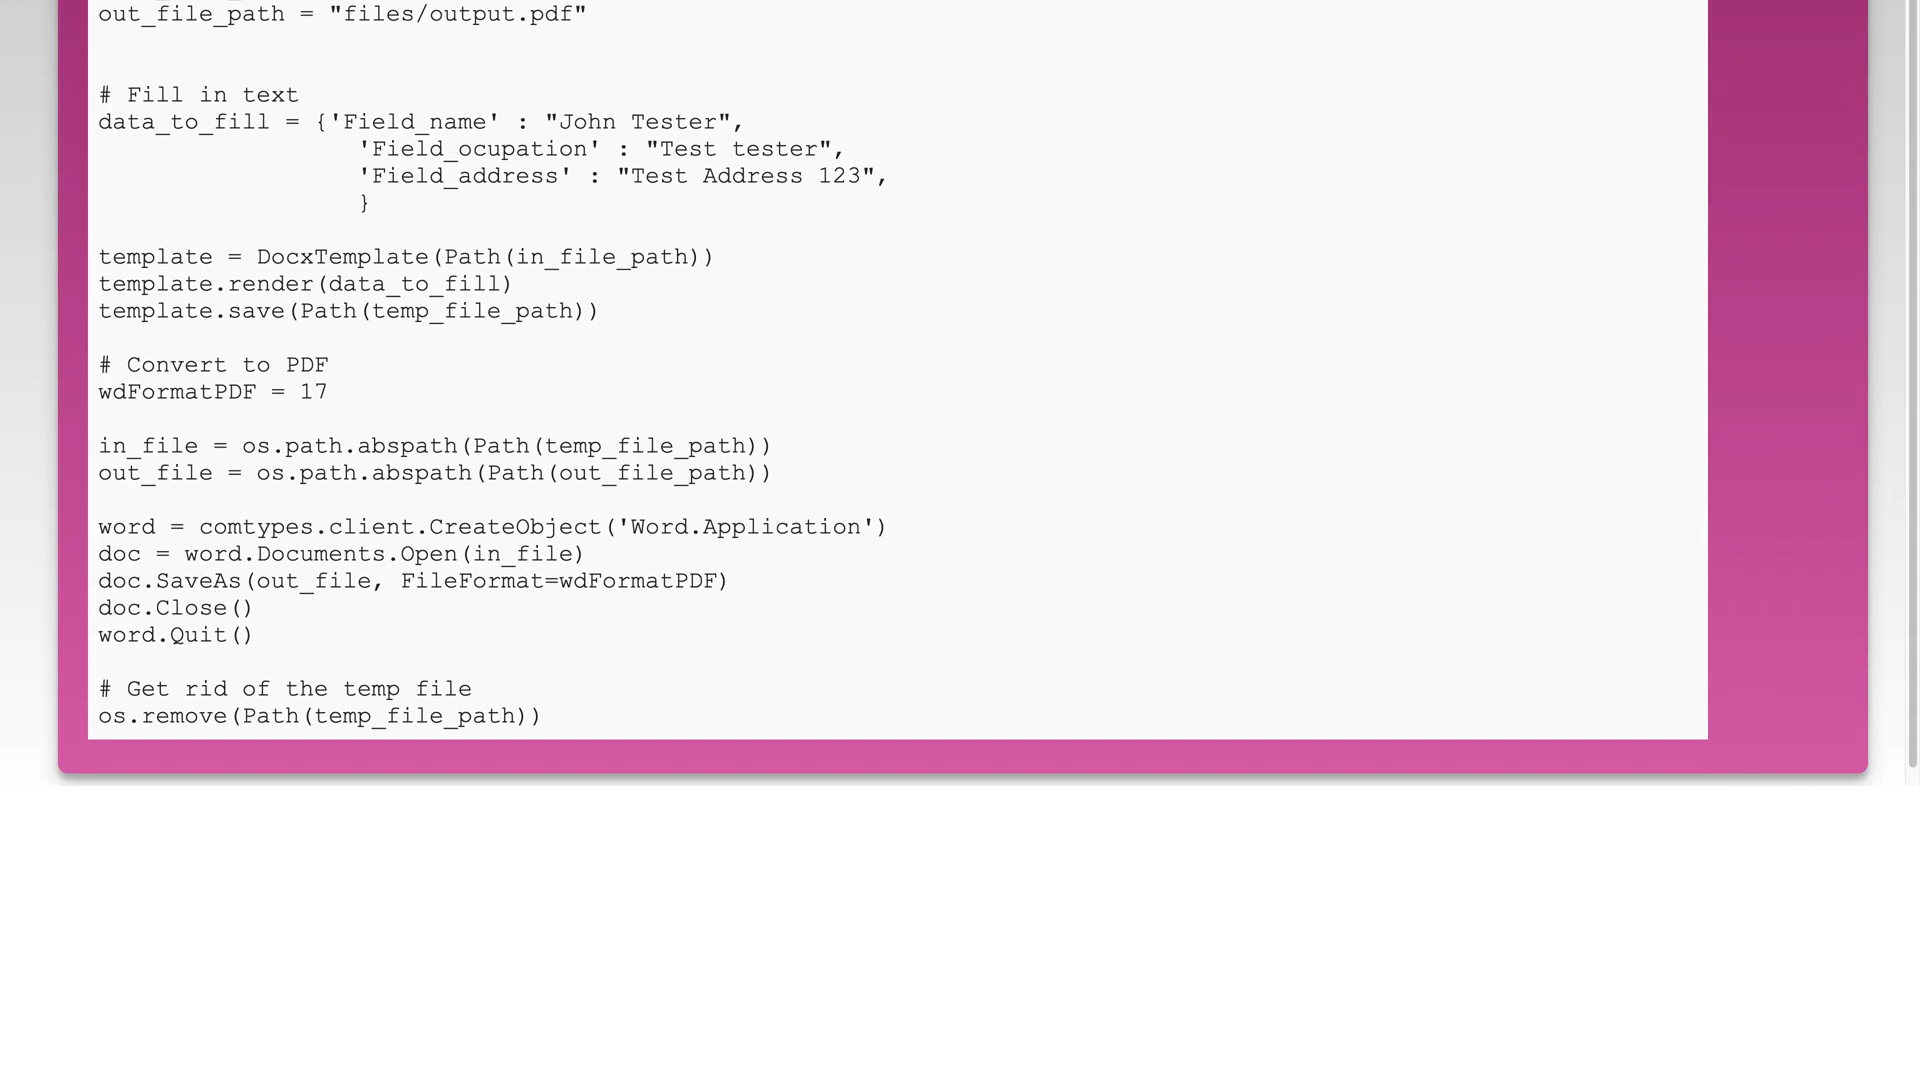 out_file_path = "files/output.pdf"
# Fill in text
data_to_fill = {'Field_name' : "John Tester",
'Field_ocupation' : "Test tester",
'Field_address' : "Test Address 123",
}
template = DocxTemplate(Path(in_file_path))
template.render(data_to_fill)
template.save(Path(temp_file_path))
# Convert to PDF
wdFormatPDF = 17
in_file = os.path.abspath(Path(temp_file_path))
out_file = os.path.abspath(Path(out_file_path))
word = comtypes.client.CreateObject('Word.Application')
doc = word.Documents.Open(in_file)
doc.SaveAs(out_file, FileFormat=wdFormatPDF)
doc.Close()
word.Quit()
# Get rid of the temp file
os.remove(Path(temp_file_path))